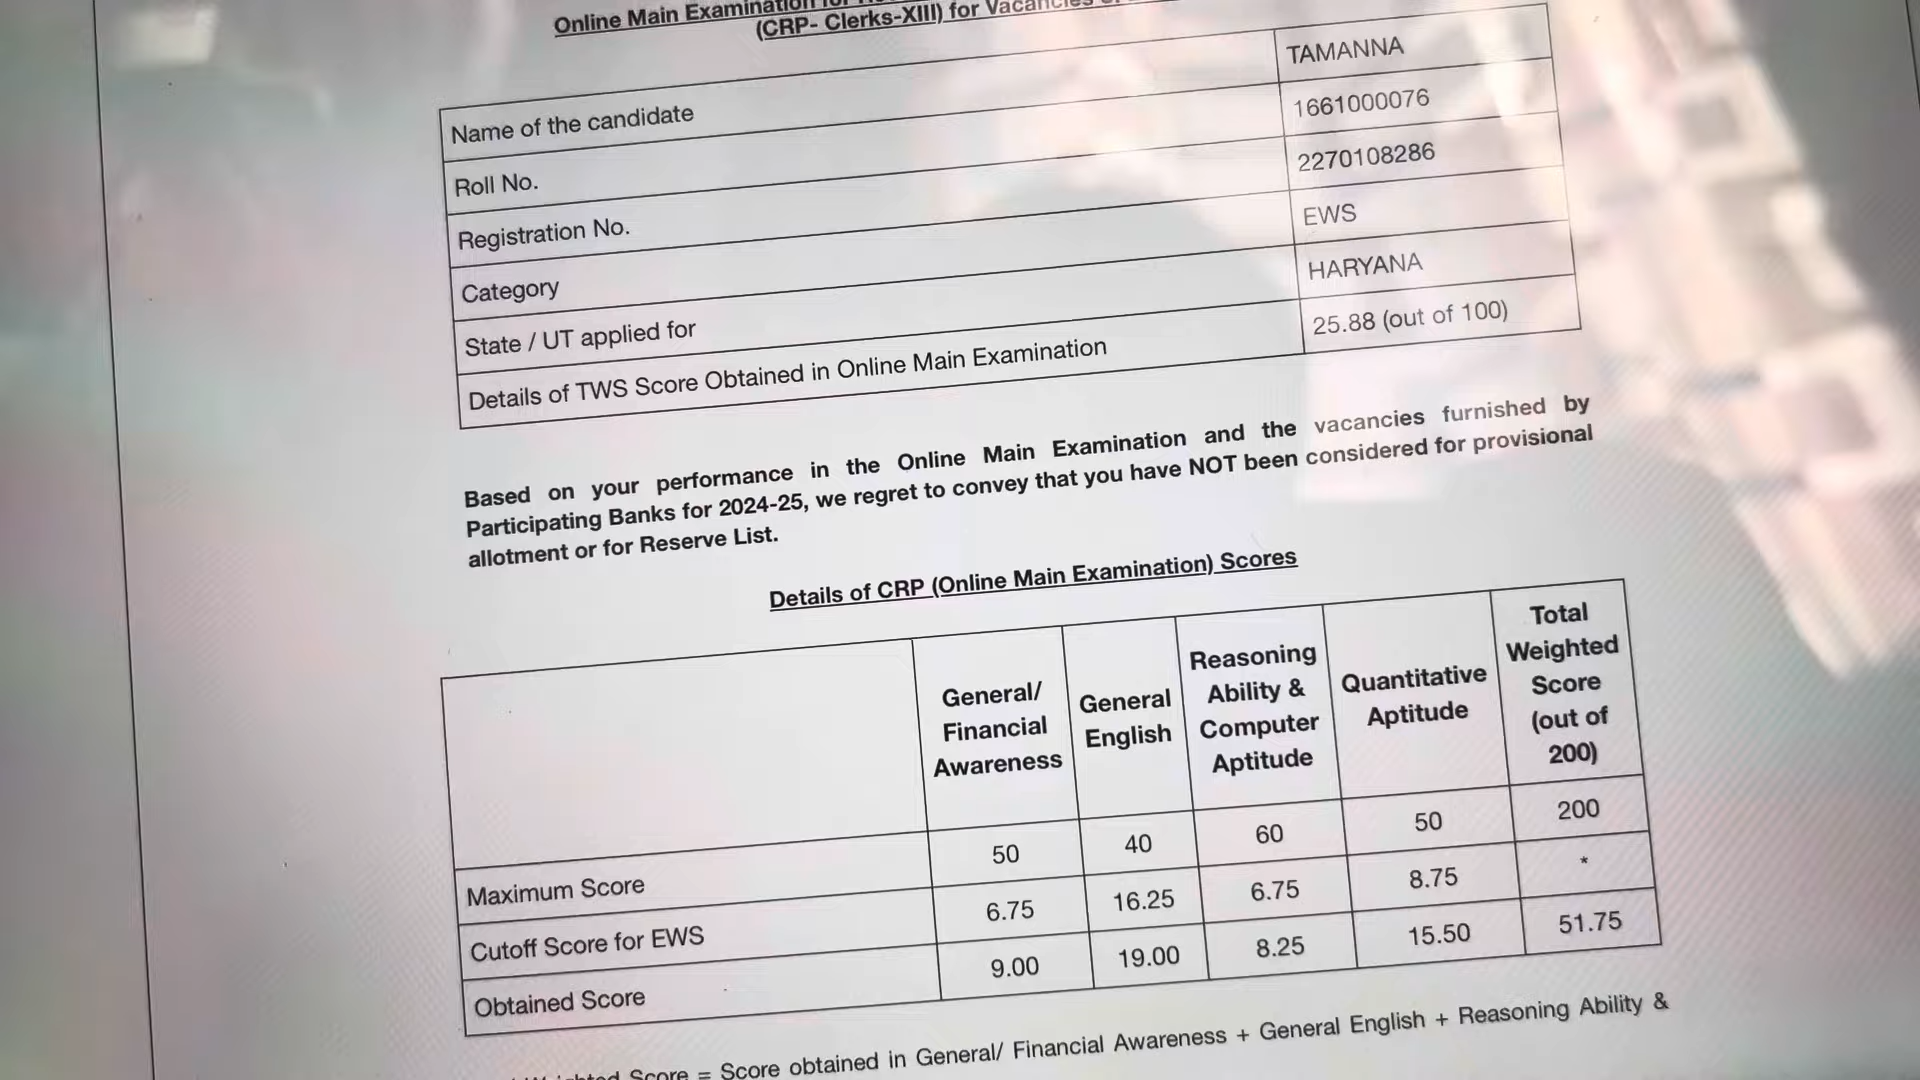 Online Main Examination for
(CRP- Clerks-XIII) for Vacancies
Name of the candidate TAMANNA
Roll No. 1661000076
Registration No. 2270108286
Category EWS
State / UT applied for HARYANA
Details of TWS Score Obtained in Online Main Examination 25.88 (out of 100)
Based on your performance in the Online Main Examination and the vacancies furnished by
Participating Banks for 2024-25, we regret to convey that you have NOT been considered for provisional
allotment or for Reserve List.
Details of CRP (Online Main Examination) Scores
General/ Financial Awareness General English Reasoning Ability & Computer Aptitude Quantitative Aptitude Total Weighted Score (out of 200)
Maximum Score 50 40 60 50 200
Cutoff Score for EWS 6.75 16.25 6.75 8.75 *
Obtained Score 9.00 19.00 8.25 15.50 51.75
Score = Score obtained in General/ Financial Awareness + General English + Reasoning Ability &